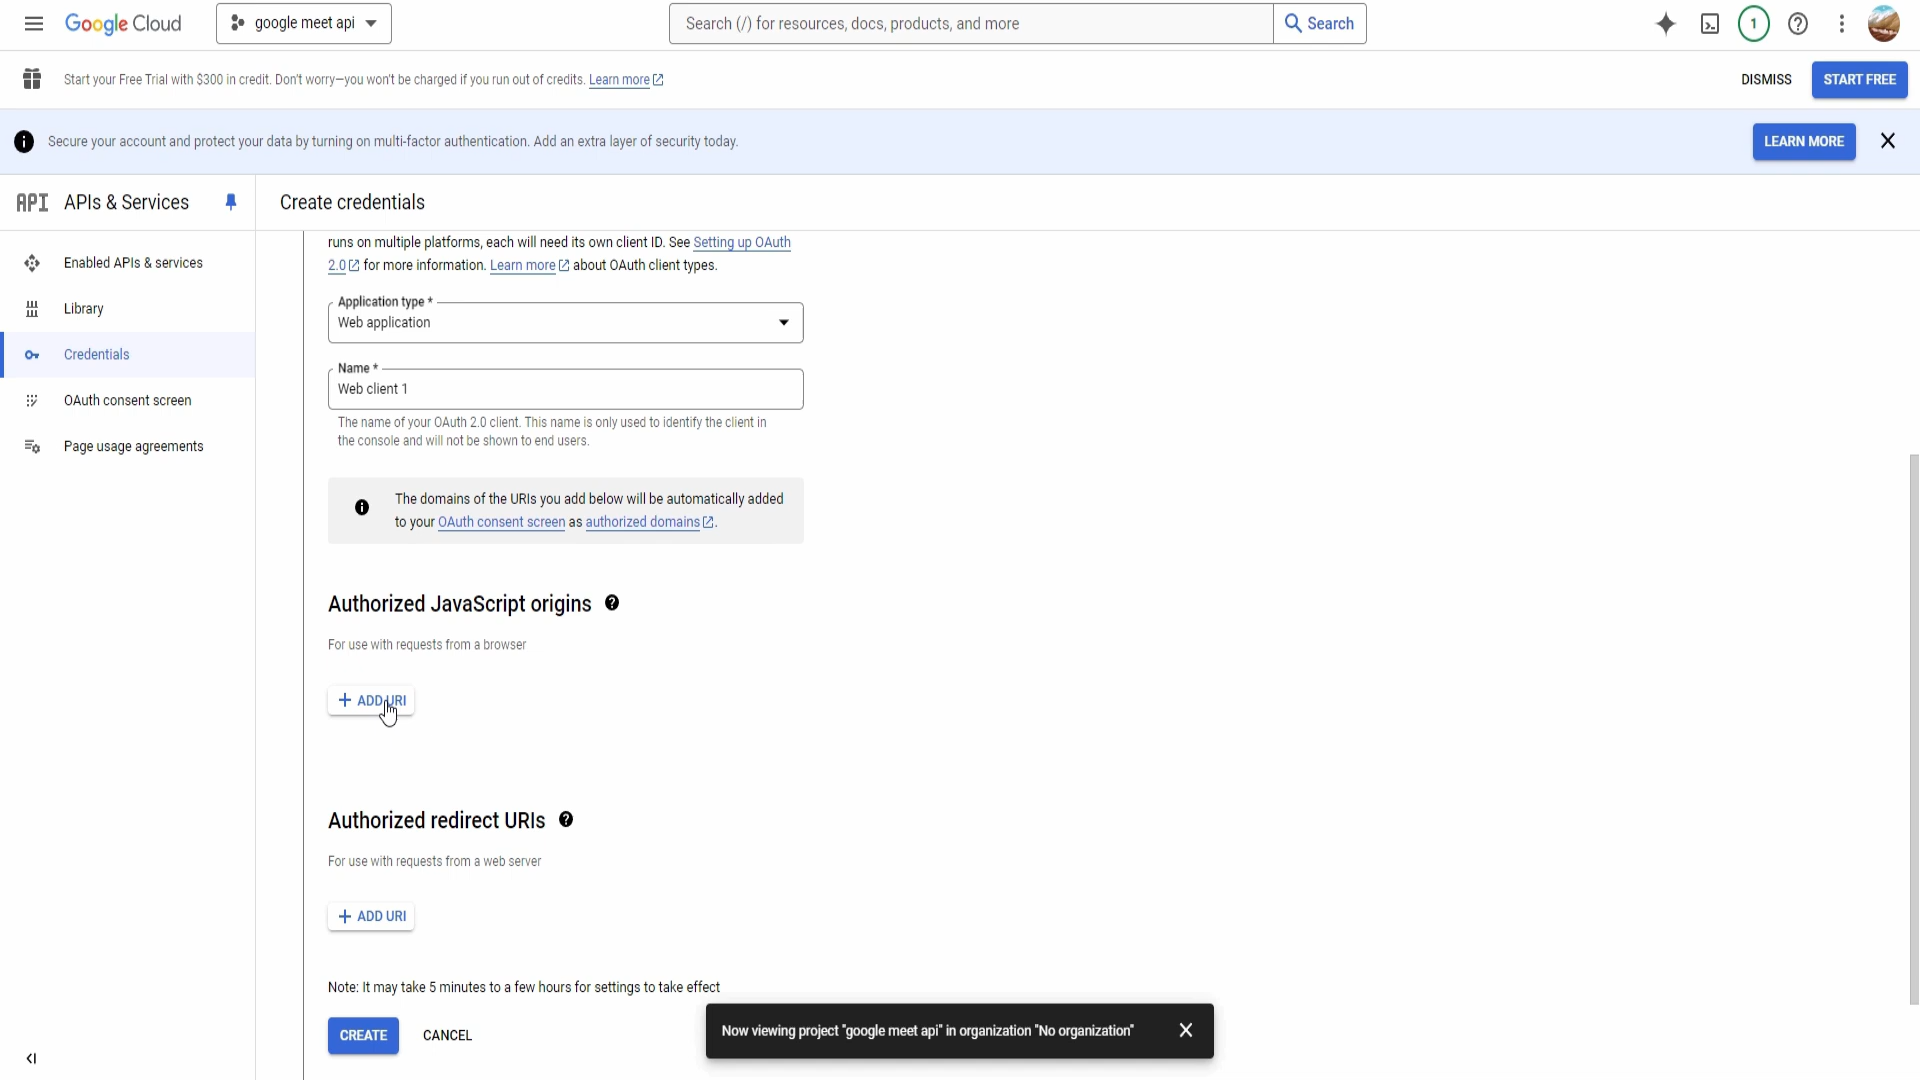 Google Cloud
google meet api
Search (/) for resources, docs, products, and more
Search
1
Start your Free Trial with $300 in credit. Don't worry—you won't be charged if you run out of credits. Learn more
DISMISS
START FREE
Secure your account and protect your data by turning on multi-factor authentication. Add an extra layer of security today.
LEARN MORE
API APIs & Services
Create credentials
Enabled APIs & services
Library
Credentials
OAuth consent screen
Page usage agreements
runs on multiple platforms, each will need its own client ID. See Setting up OAuth
2.0 for more information. Learn more about OAuth client types.
Application type *
Web application
Name *
Web client 1
The name of your OAuth 2.0 client. This name is only used to identify the client in
the console and will not be shown to end users.
The domains of the URIs you add below will be automatically added
to your OAuth consent screen as authorized domains.
Authorized JavaScript origins
For use with requests from a browser
+ ADD URI
Authorized redirect URIs
For use with requests from a web server
+ ADD URI
Note: It may take 5 minutes to a few hours for settings to take effect
CREATE
CANCEL
Now viewing project "google meet api" in organization "No organization"